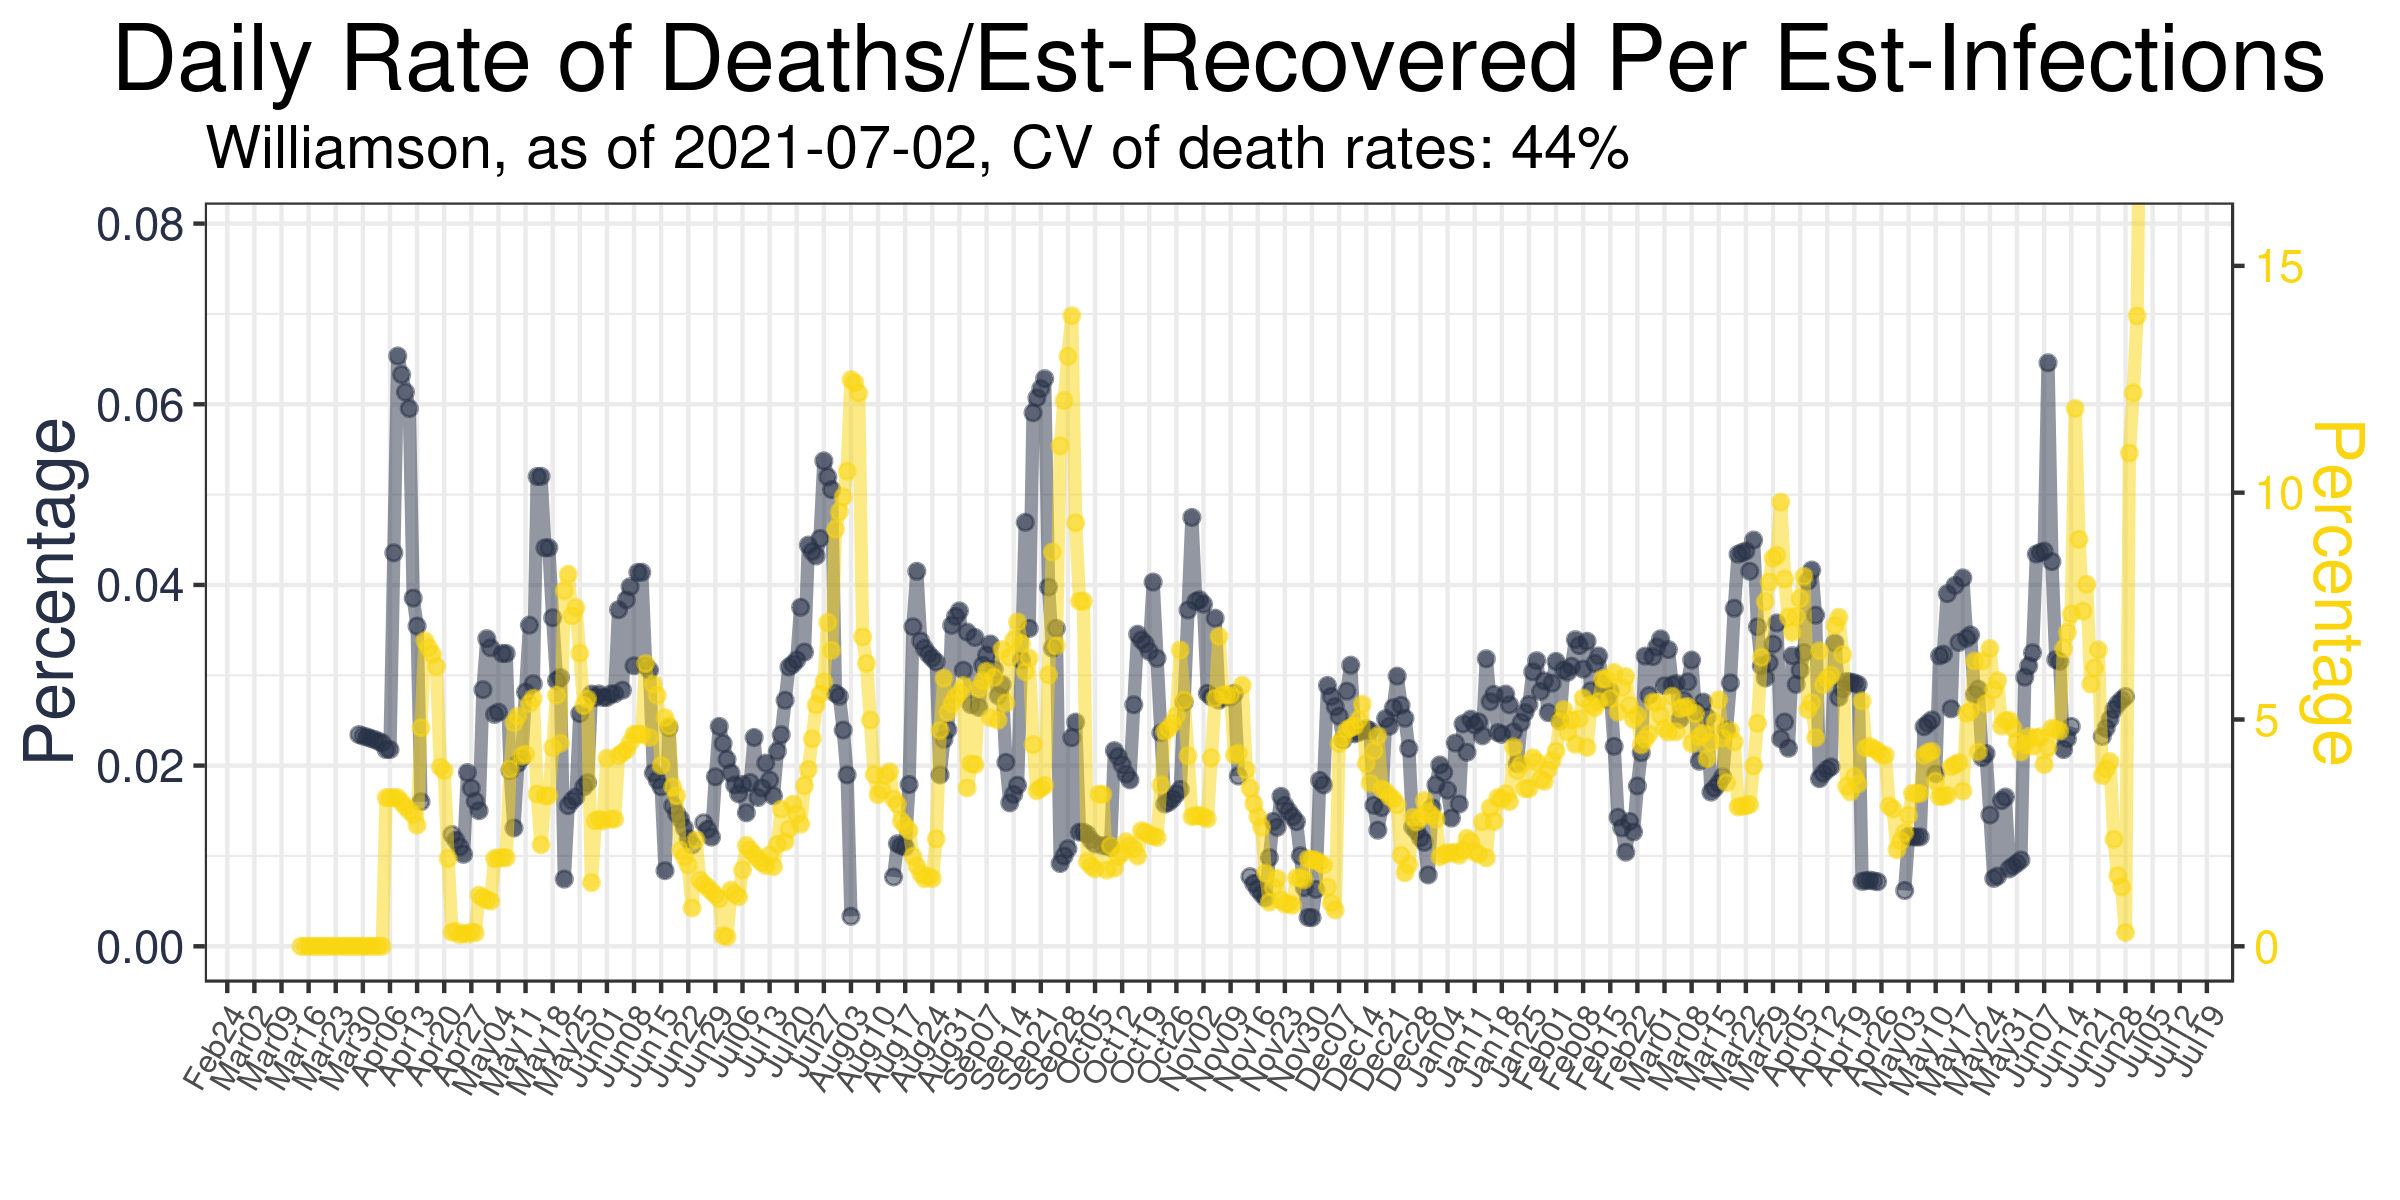 Daily Rate of Deaths/Est-Recovered Per Est-Infections
Williamson, as of 2021-07-02, CV of death rates: 44%
Percentage
0.08
0.06
0.04
0.02
0.00
15
10
5
0
Percentage
Feb24
Mar02
Mar09
Mar16
Mar23
Mar30
Apr06
Apr13
Apr20
Apr27
May04
May11
May18
May25
Jun01
Jun08
Jun15
Jun22
Jun29
Jul06
Jul13
Jul20
Jul27
Aug03
Aug10
Aug17
Aug24
Aug31
Sep07
Sep14
Sep21
Sep28
Oct05
Oct12
Oct19
Oct26
Nov02
Nov09
Nov16
Nov23
Nov30
Dec07
Dec14
Dec21
Dec28
Jan04
Jan11
Jan18
Jan25
Feb01
Feb08
Feb15
Feb22
Mar01
Mar08
Mar15
Mar22
Mar29
Apr05
Apr12
Apr19
Apr26
May03
May10
May17
May24
May31
Jun07
Jun14
Jun21
Jun28
Jul05
Jul12
Jul19